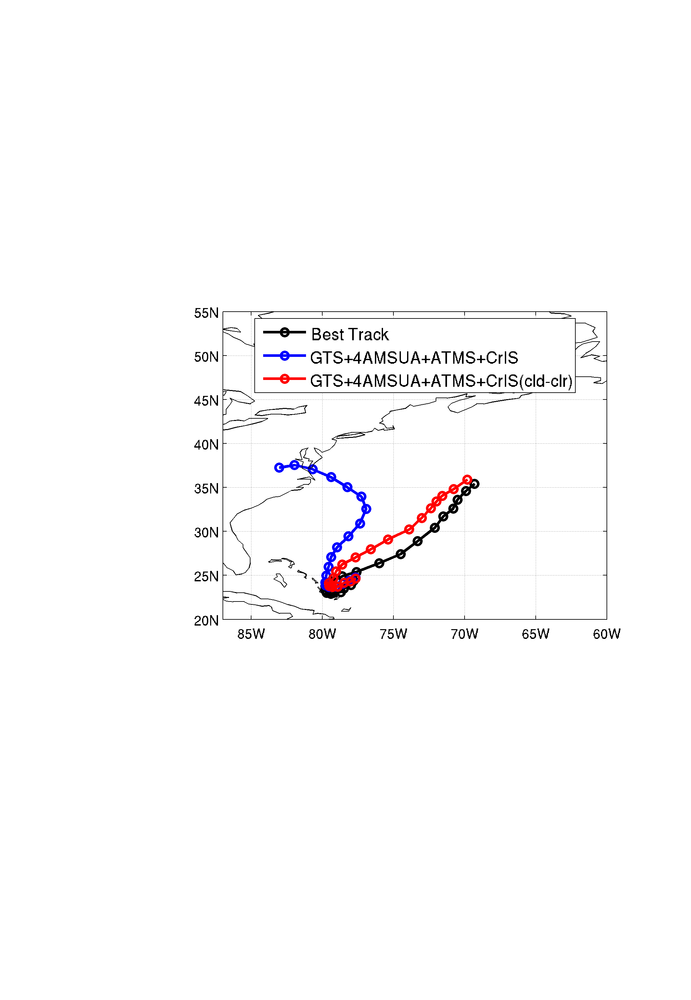 55N
Best Track
50N
GTS+4AMSUA+ATMS+CrIS
GTS+4AMSUA+ATMS+CrIS(cld-clr)
45N
40N
35N
30N
25N
20N
85W 80W 75W 70W 65W 60W